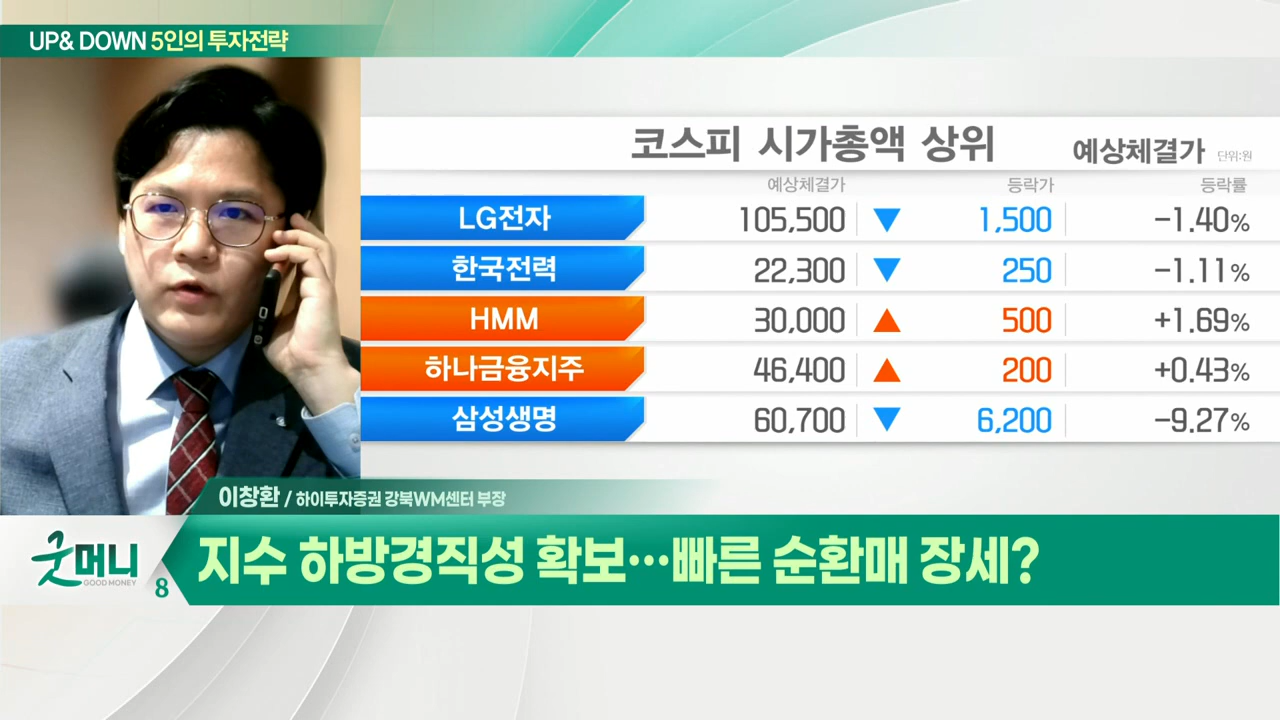 UP& DOWN 5인의 투자전략
코스피 시가총액 상위 예상체결가 단위:원
예상체결가 등락가 등락률
LG전자 105,500 ▼ 1,500 -1.40%
한국전력 22,300 ▼ 250 -1.11%
HMM 30,000 ▲ 500 +1.69%
하나금융지주 46,400 ▲ 200 +0.43%
삼성생명 60,700 ▼ 6,200 -9.27%
이창환 / 하이투자증권 강북WM센터 부장
굿머니
GOOD MONEY
8
지수 하방경직성 확보…빠른 순환매 장세?